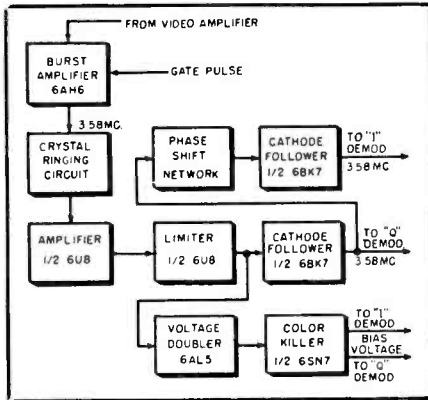 FROM VIDEO AMPLIFIER
BURST
AMPLIFIER
6AH6
GATE PULSE
3.58MC.
CRYSTAL
RINGING
CIRCUIT
PHASE
SHIFT
NETWORK
CATHODE
FOLLOWER
1/2 6BK7
TO "I"
DEMOD
3.58MC
AMPLIFIER
1/2 6U8
LIMITER
1/2 6U8
CATHODE
FOLLOWER
1/2 6BK7
TO "Q"
DEMOD
3.58MC
VOLTAGE
DOUBLER
6AL5
COLOR
KILLER
1/2 6SN7
TO "I"
DEMOD
BIAS
VOLTAGE
TO "Q"
DEMOD